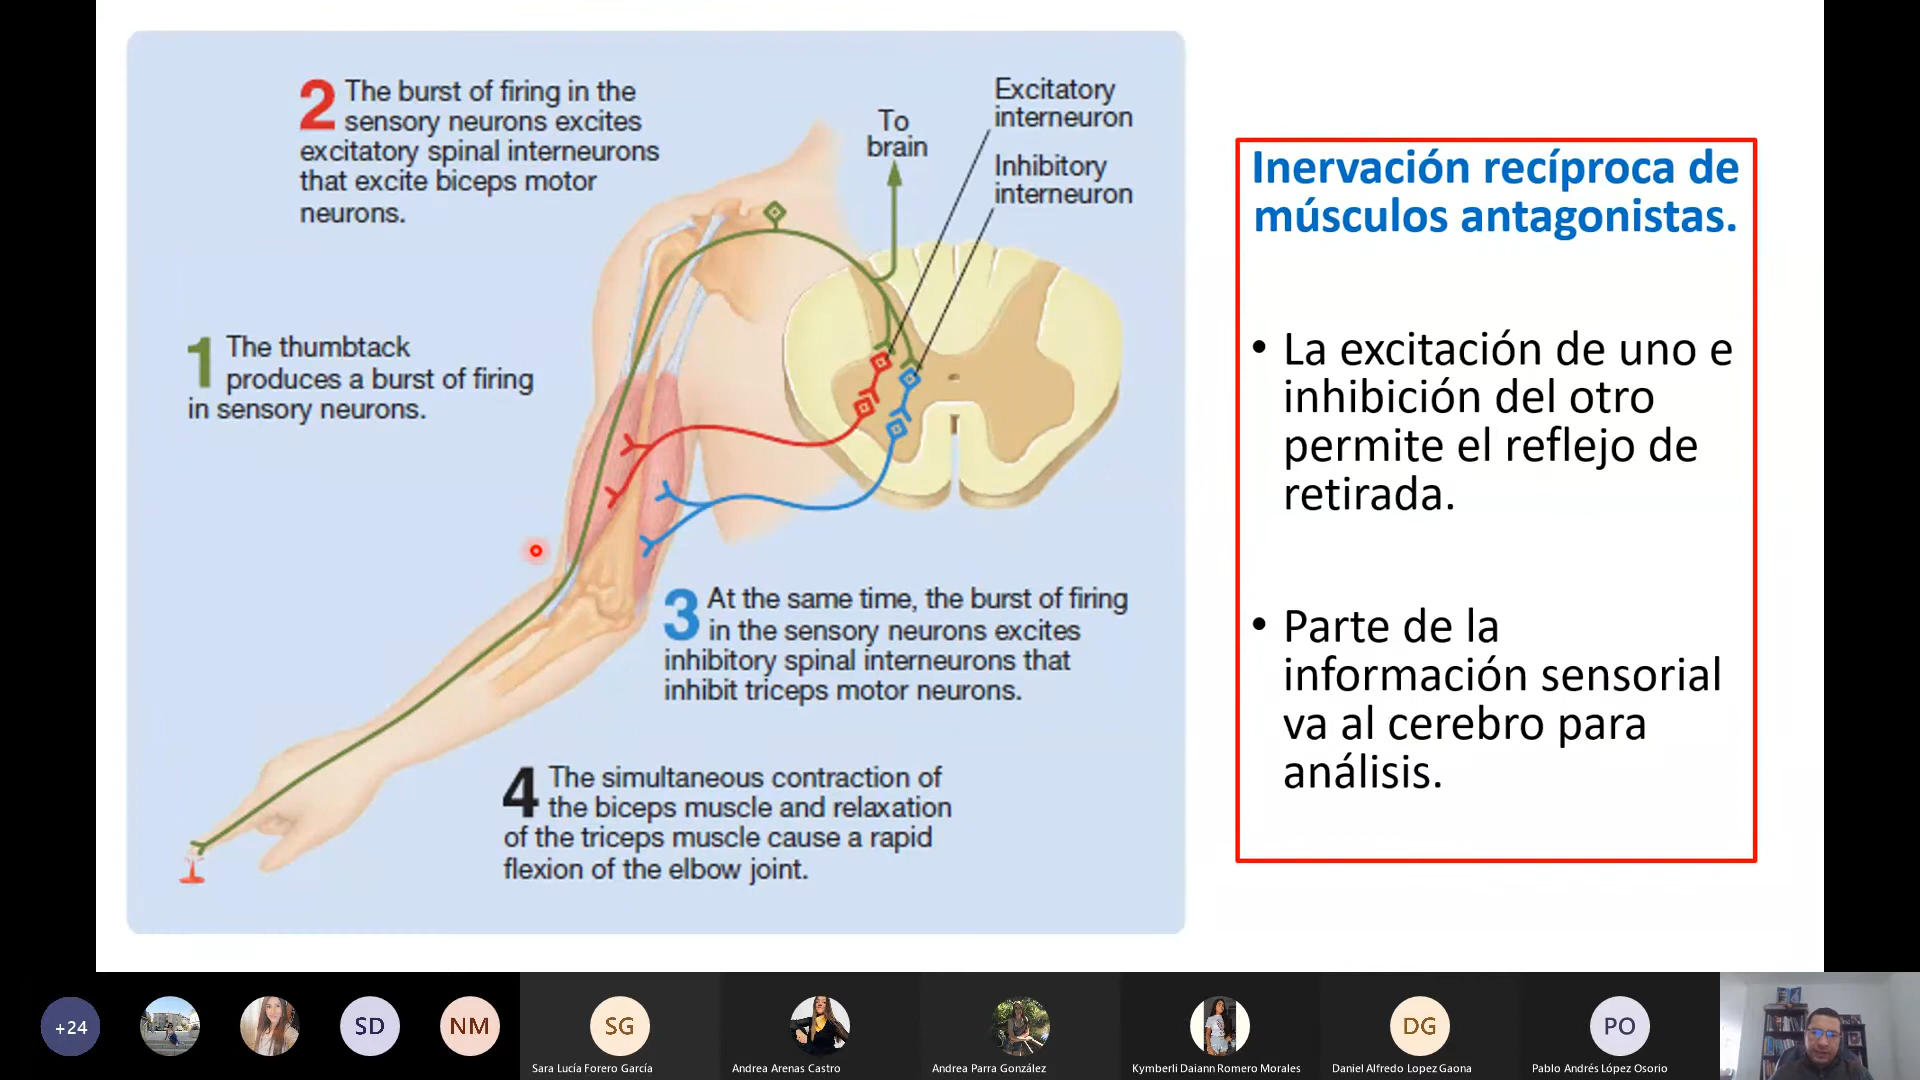 2 The burst of firing in the
sensory neurons excites
excitatory spinal interneurons
that excite biceps motor
neurons.
To
brain
Excitatory
interneuron
Inhibitory
interneuron
1 The thumbtack
produces a burst of firing
in sensory neurons.
3 At the same time, the burst of firing
in the sensory neurons excites
inhibitory spinal interneurons that
inhibit triceps motor neurons.
4 The simultaneous contraction of
the biceps muscle and relaxation
of the triceps muscle cause a rapid
flexion of the elbow joint.
Inervación recíproca de
músculos antagonistas.
• La excitación de uno e
inhibición del otro
permite el reflejo de
retirada.
• Parte de la
información sensorial
va al cerebro para
análisis.
+24
SD
NM
SG
DG
PO
Sara Lucía Forero García
Andrea Arenas Castro
Andrea Parra González
Kymberli Daiann Romero Morales
Daniel Alfredo Lopez Gaona
Pablo Andrés López Osorio